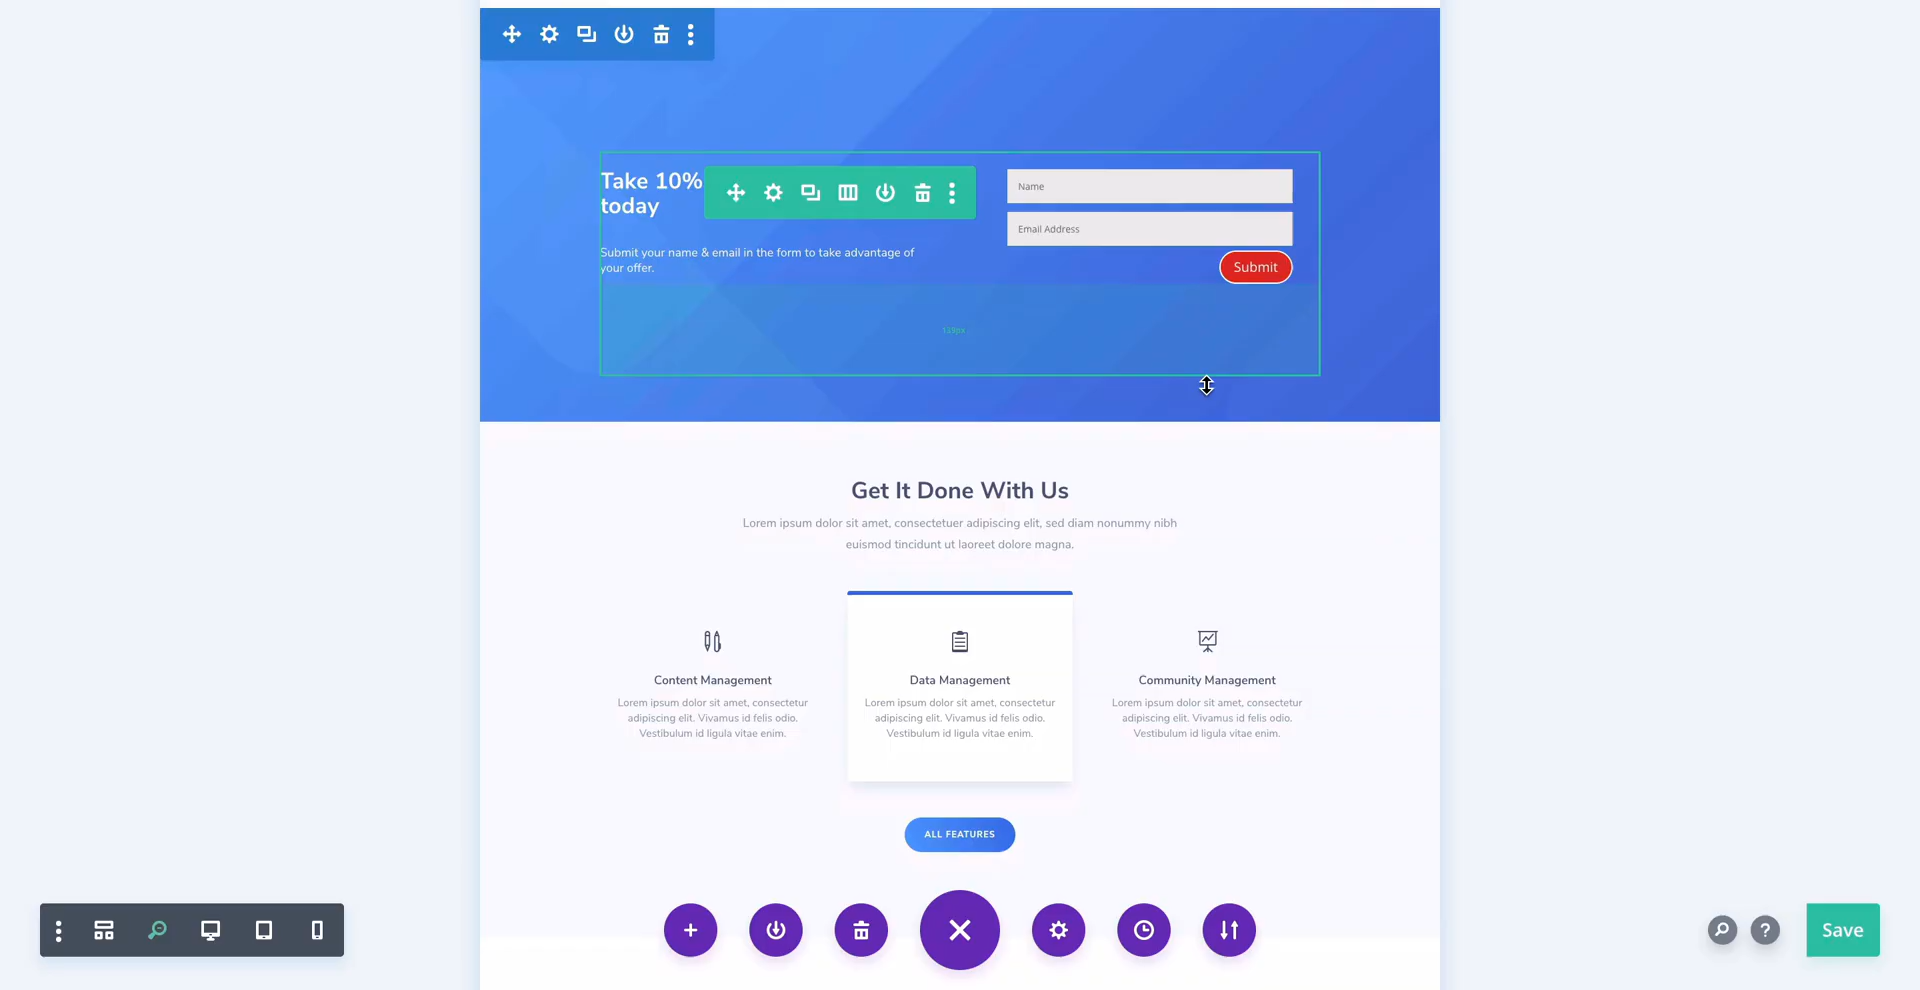 Take 10%
today
Submit your name & email in the form to take advantage of
your offer.
Name
Email Address
Submit
Get It Done With Us
Lorem ipsum dolor sit amet, consectetuer adipiscing elit, sed diam nonummy nibh
euismod tincidunt ut laoreet dolore magna.
Content Management
Lorem ipsum dolor sit amet, consectetur
adipiscing elit. Vivamus id felis odio.
Vestibulum id ligula vitae enim.
Data Management
Lorem ipsum dolor sit amet, consectetur
adipiscing elit. Vivamus id felis odio.
Vestibulum id ligula vitae enim.
Community Management
Lorem ipsum dolor sit amet, consectetur
adipiscing elit. Vivamus id felis odio.
Vestibulum id ligula vitae enim.
ALL FEATURES
?
Save